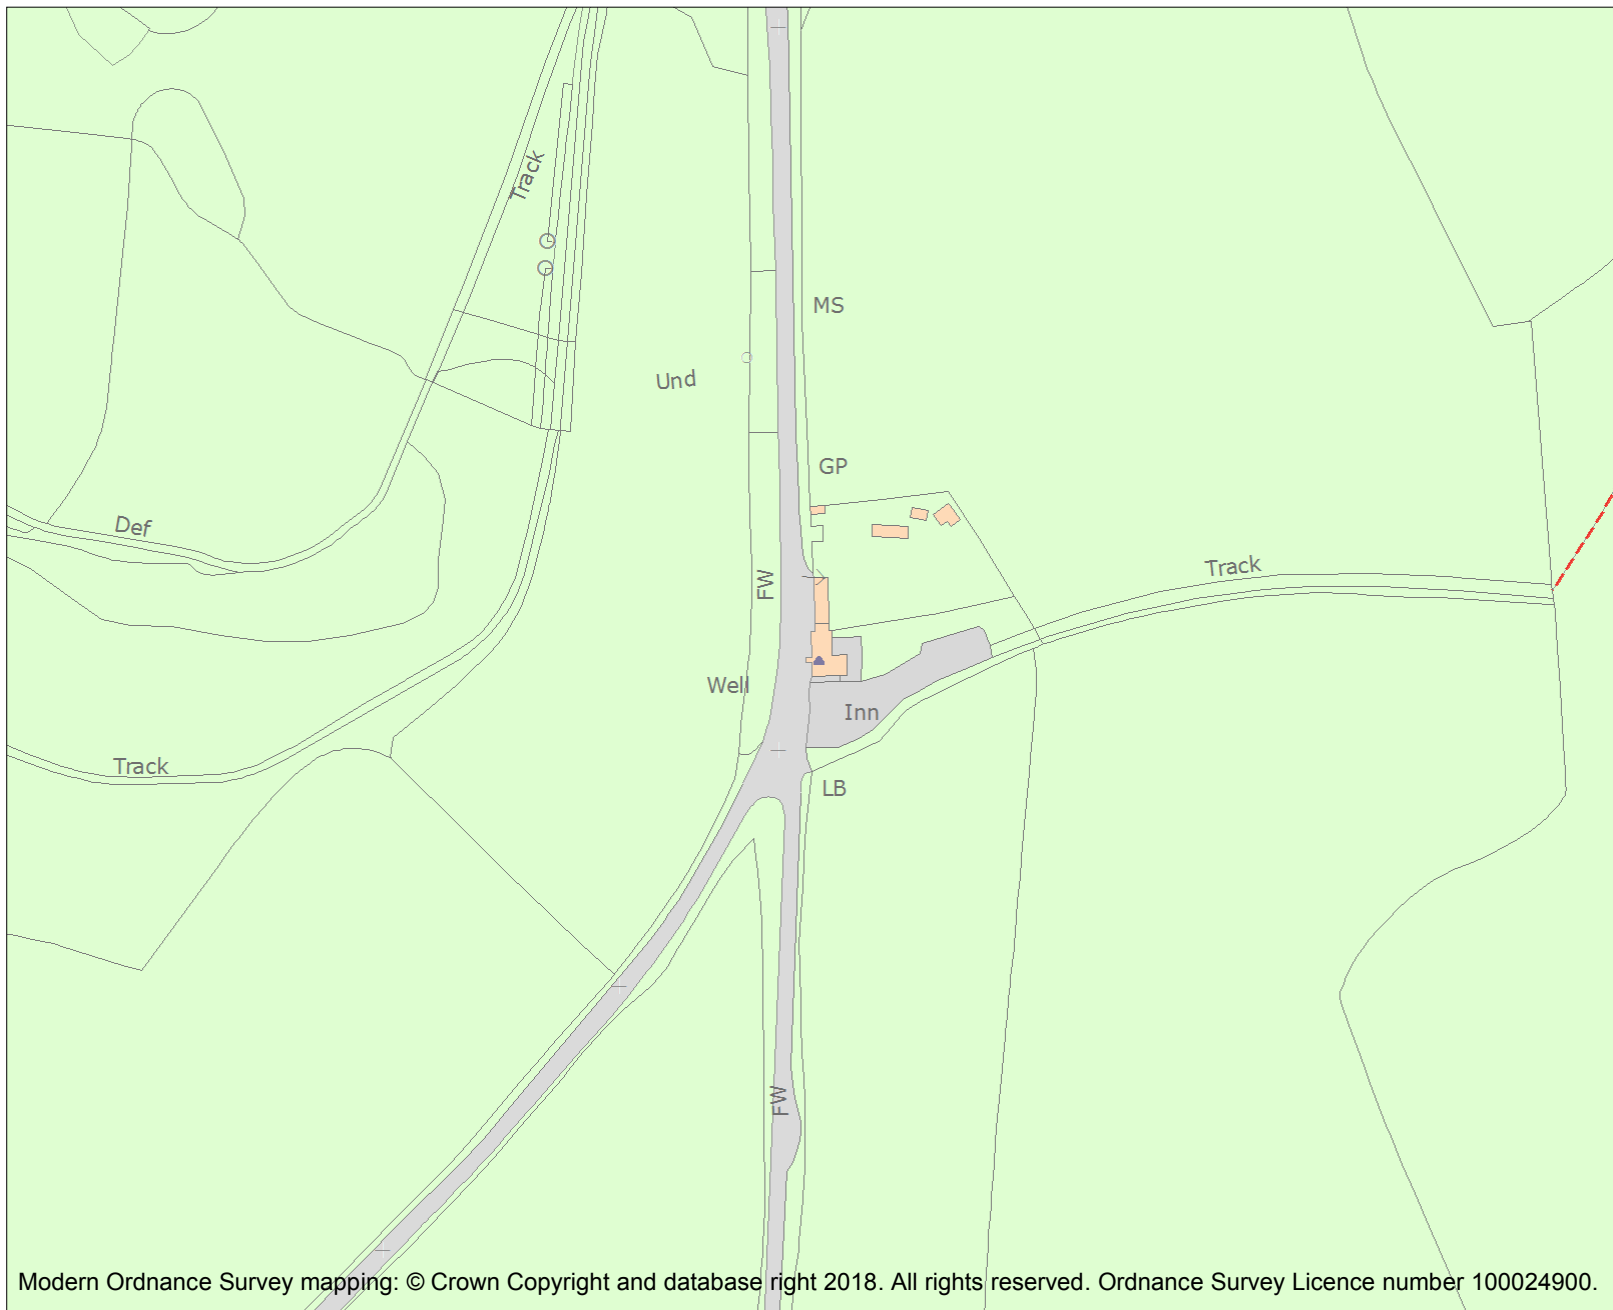 Track
MS
Und
GP
Def
Track
FW
Well
Inn
Track
LB
FW
Modern Ordnance Survey mapping: © Crown Copyright and database right 2018. All rights reserved. Ordnance Survey Licence number 100024900.